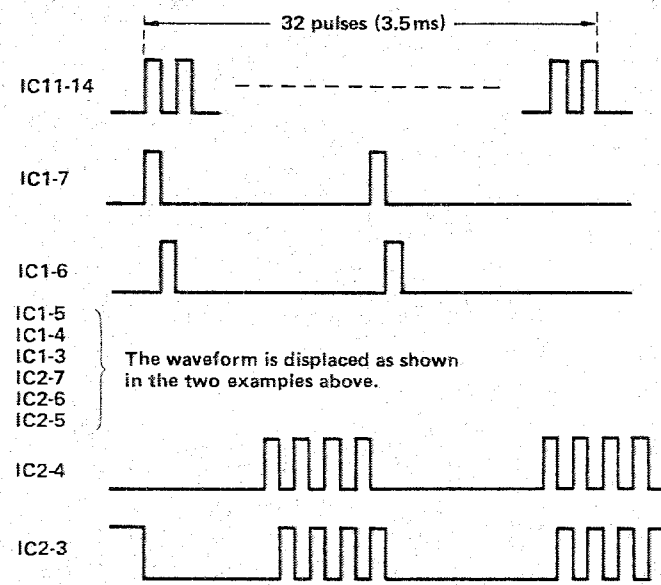 32 pulses (3.5ms)
IC11-14
IC1-7
IC1-6
IC1-5
IC1-4
IC1-3
IC2-7
IC2-6
IC2-5
The waveform is displaced as shown
in the two examples above.
IC2-4
IC2-3